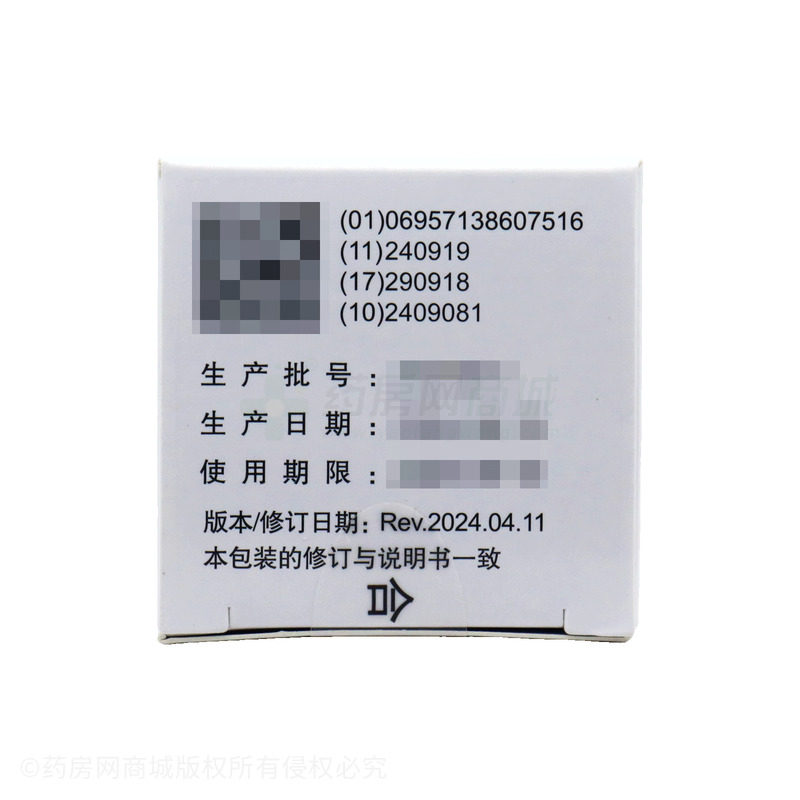 (01)06957138607516
(11)240919
(17)290918
(10)2409081
生产批号:
生产日期:
使用期限:
版本/修订日期: Rev.2024.04.11
本包装的修订与说明书一致
合
药房网商城
©药房网商城版权所有侵权必究